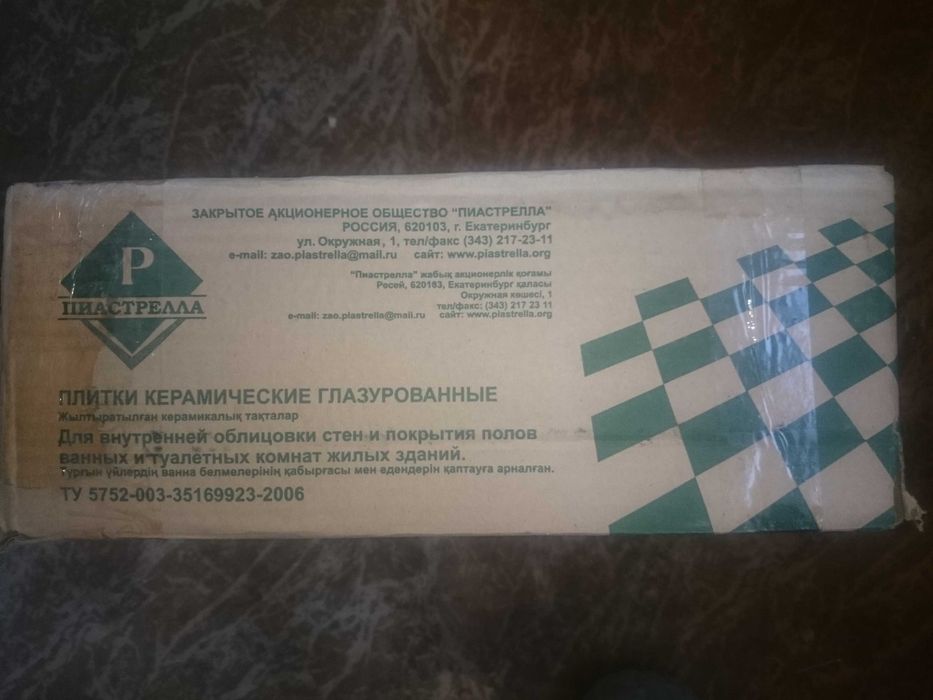 Р
ПИАСТРЕЛЛА
ЗАКРЫТОЕ АКЦИОНЕРНОЕ ОБЩЕСТВО "ПИАСТРЕЛЛА"
РОССИЯ, 620103, г. Екатеринбург
ул. Окружная, 1, тел/факс (343) 217-23-11
e-mail: zao.piastrella@mail.ru сайт: www.piastrella.org
"Пиастрелла" жабық акционерлік қоғамы
Росей, 620103, Екатеринбург қаласы
Окружная көшесі, 1
тел/факс: (343) 217 23 11
e-mail: zao.piastrella@mail.ru сайт: www.piastrella.org
ПЛИТКИ КЕРАМИЧЕСКИЕ ГЛАЗУРОВАННЫЕ
Жылтыратылған керамикалық тақталар
Для внутренней облицовки стен и покрытия полов
ванных и туалетных комнат жилых зданий.
Тұрғын үйлердің ванна белмелерінің қабырғасы мен едендерін қаптауға арналған.
ТУ 5752-003-35169923-2006